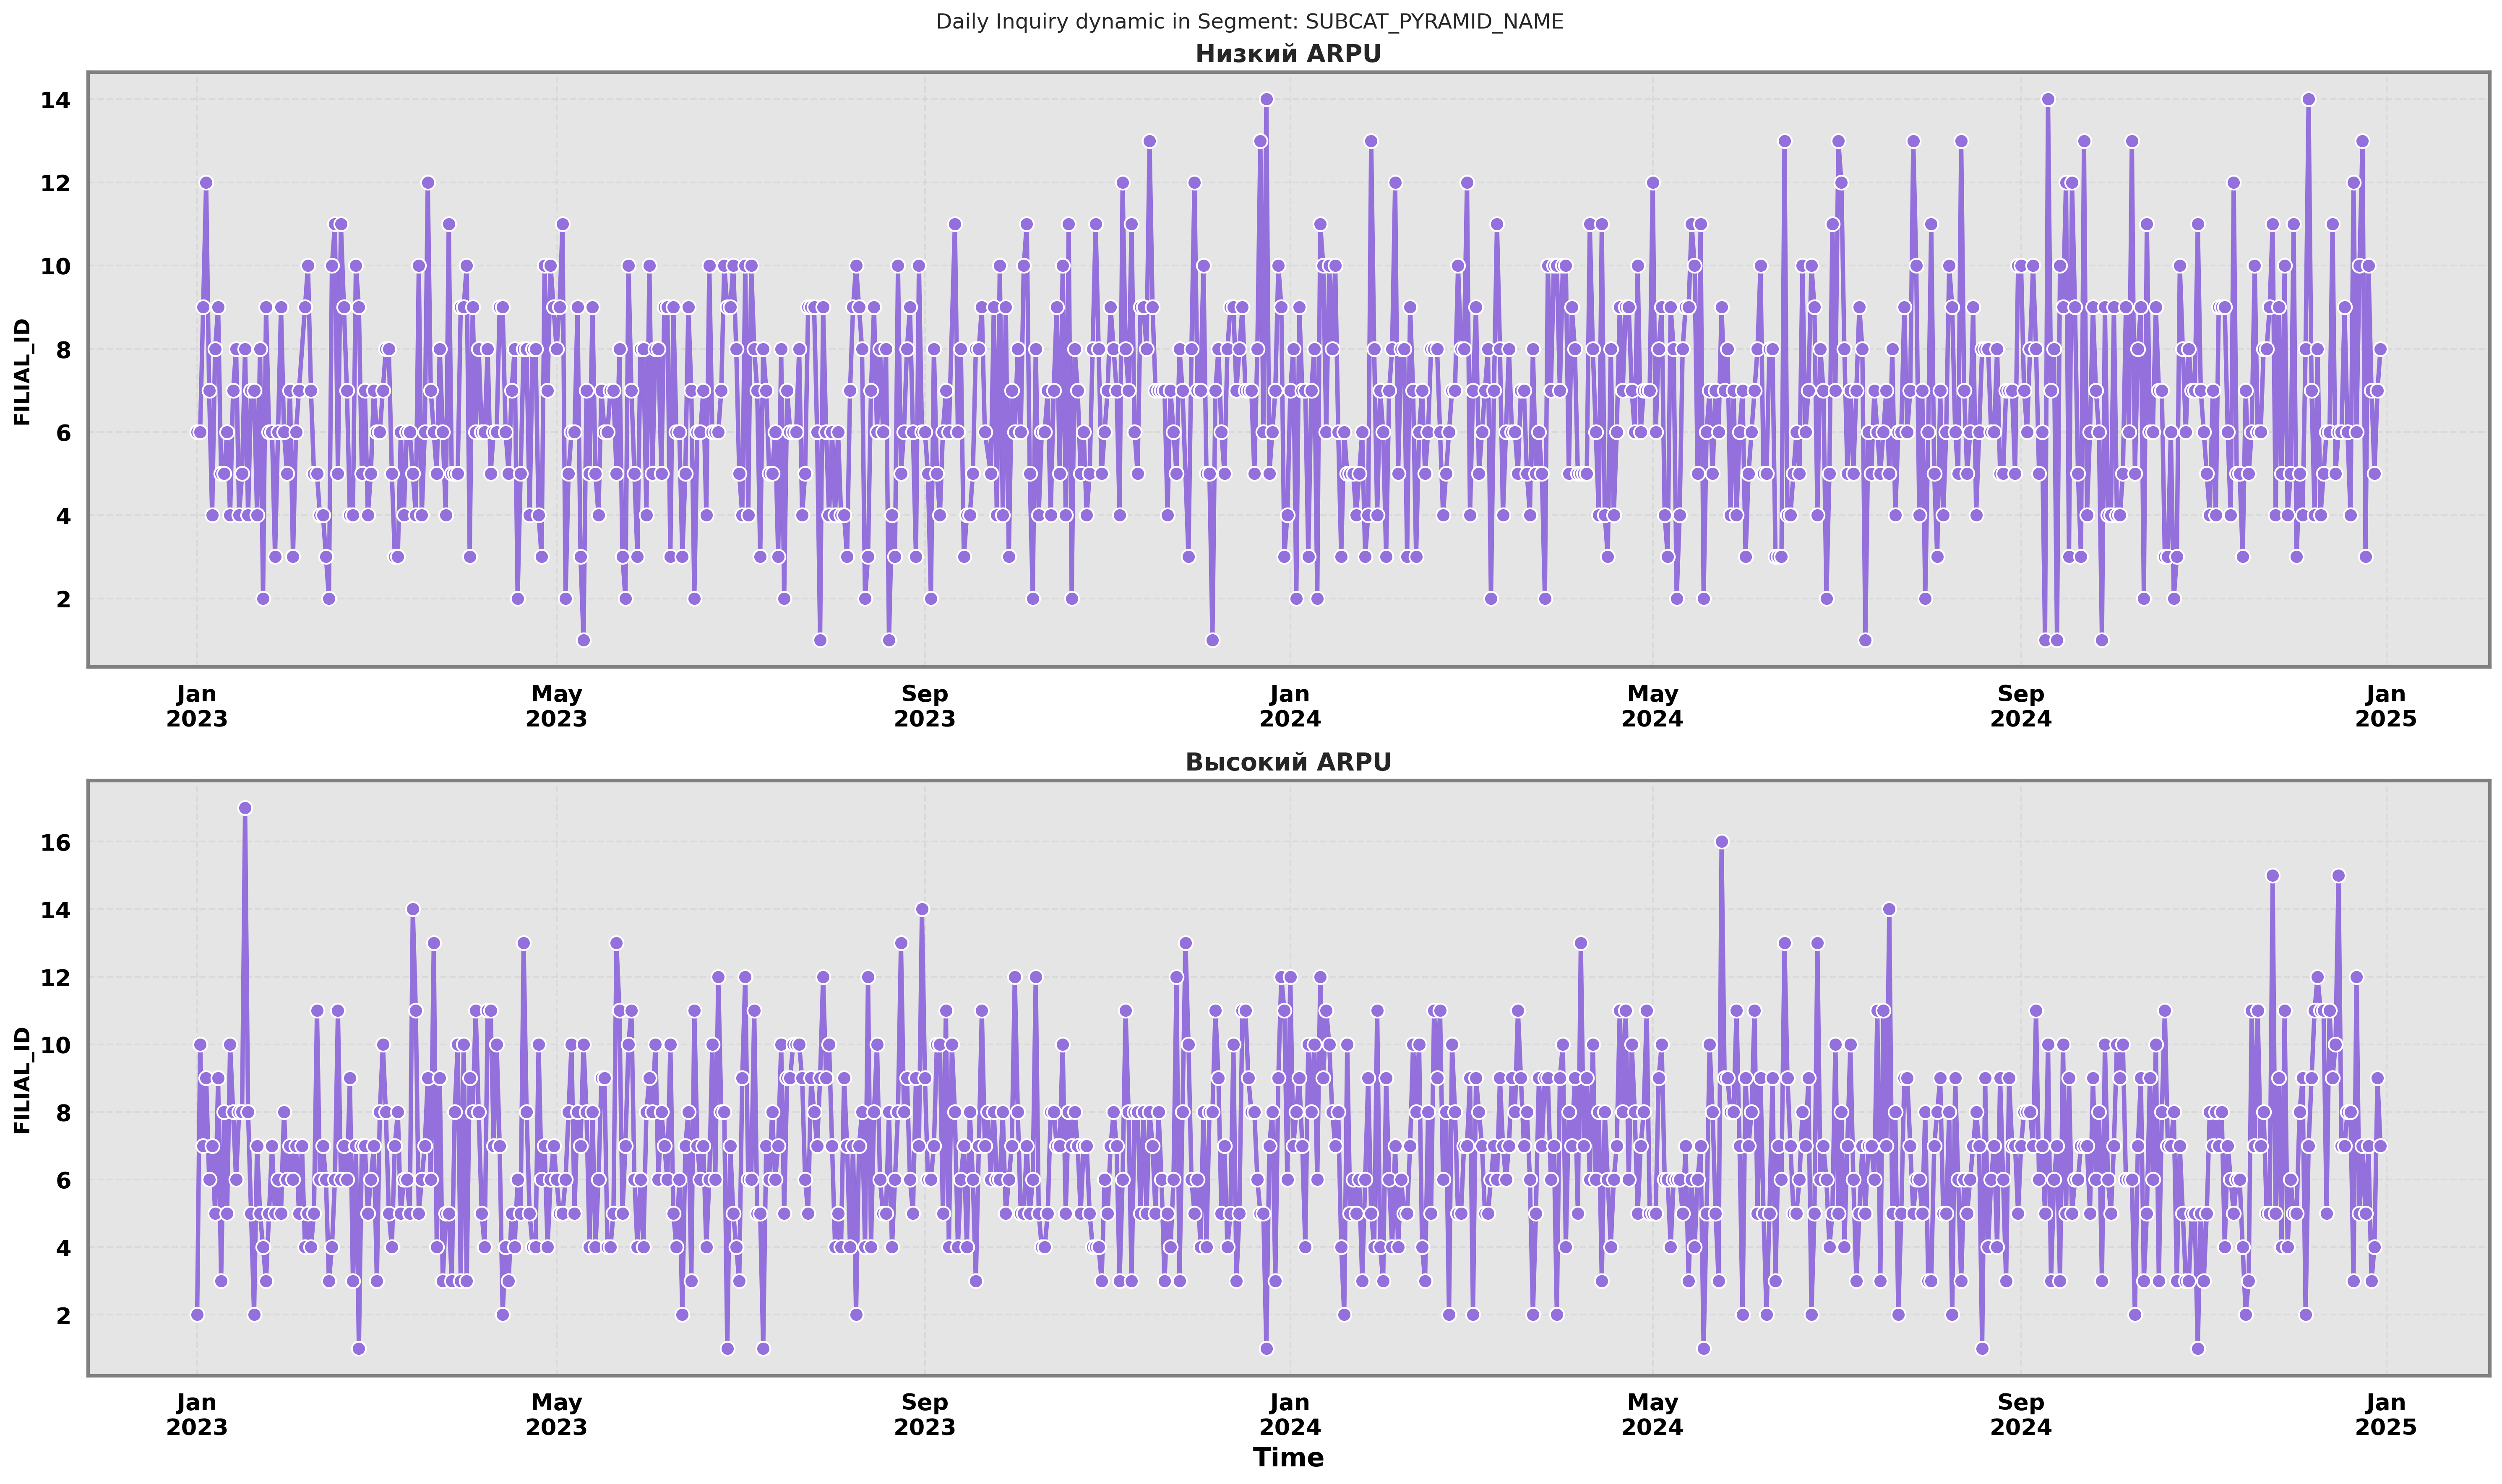 Daily Inquiry dynamic in Segment: SUBCAT_PYRAMID_NAME
Низкий ARPU
FILIAL_ID
14
12
10
8
6
4
2
Jan May Sep Jan May Sep Jan
2023 2023 2023 2024 2024 2024 2025
Высокий ARPU
FILIAL_ID
16
14
12
10
8
6
4
2
Jan May Sep Jan May Sep Jan
2023 2023 2023 2024 2024 2024 2025
Time